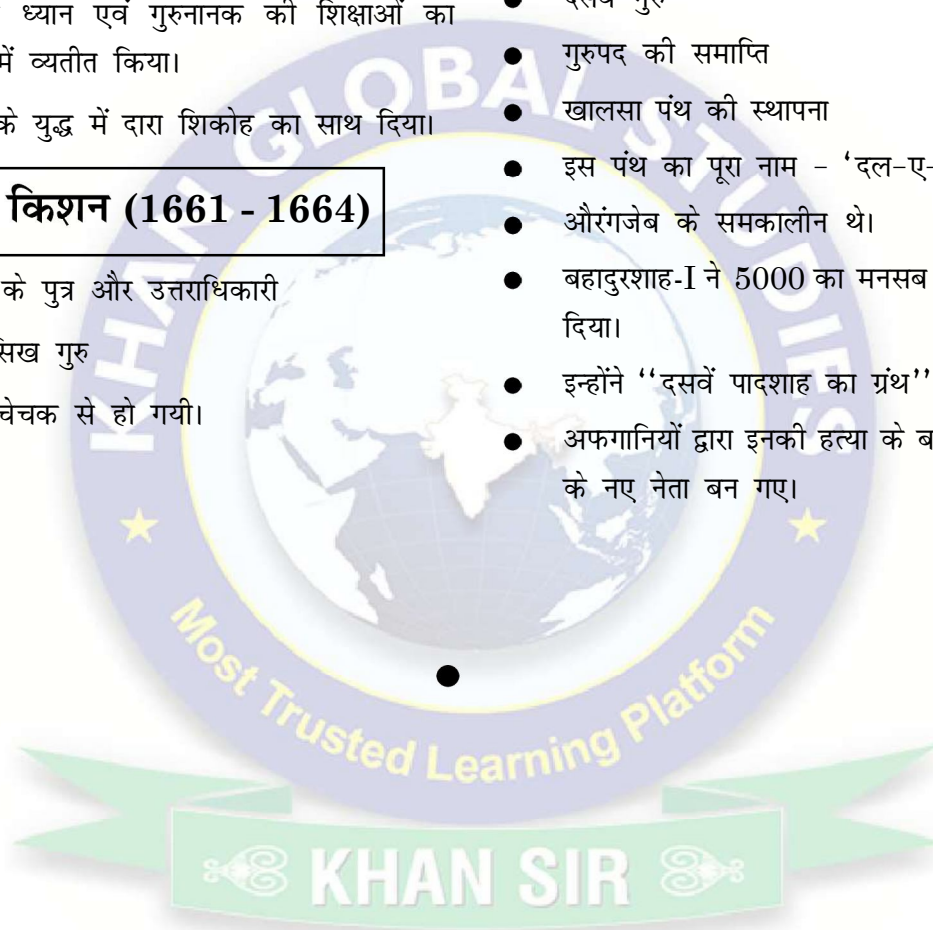 ध्यान एवं गुरुनानक की शिक्षाओं का
में व्यतीत किया।
के युद्ध में दारा शिकोह का साथ दिया।
किशन (1661 - 1664)
के पुत्र और उत्तराधिकारी
सिख गुरु
चेचक से हो गयी।
गुरुपद की समाप्ति
खालसा पंथ की स्थापना
इस पंथ का पूरा नाम - ‘दल-ए-
औरंगजेब के समकालीन थे।
बहादुरशाह-I ने 5000 का मनसब
दिया।
इन्होंने ‘‘दसवें पादशाह का ग्रंथ’’
अफगानियों द्वारा इनकी हत्या के
के नए नेता बन गए।
KHAN GLOBAL STUDIES
Most Trusted Learning Platform
KHAN SIR